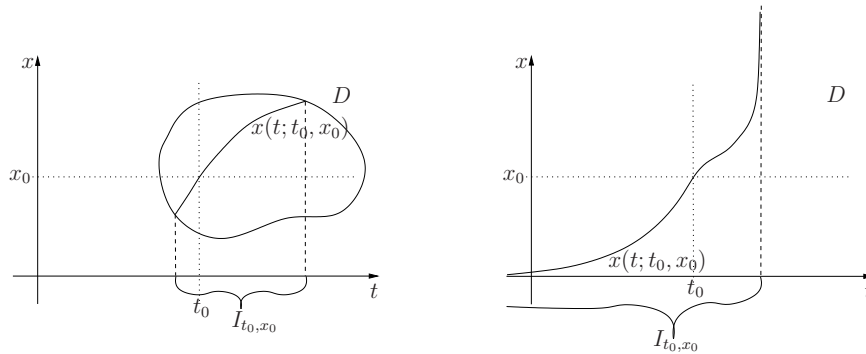 x
D
x(t; t₀, x₀)
x₀
t₀
t
I_{t₀,x₀}
x
D
x₀
x(t; t₀, x₀)
t₀
t
I_{t₀,x₀}